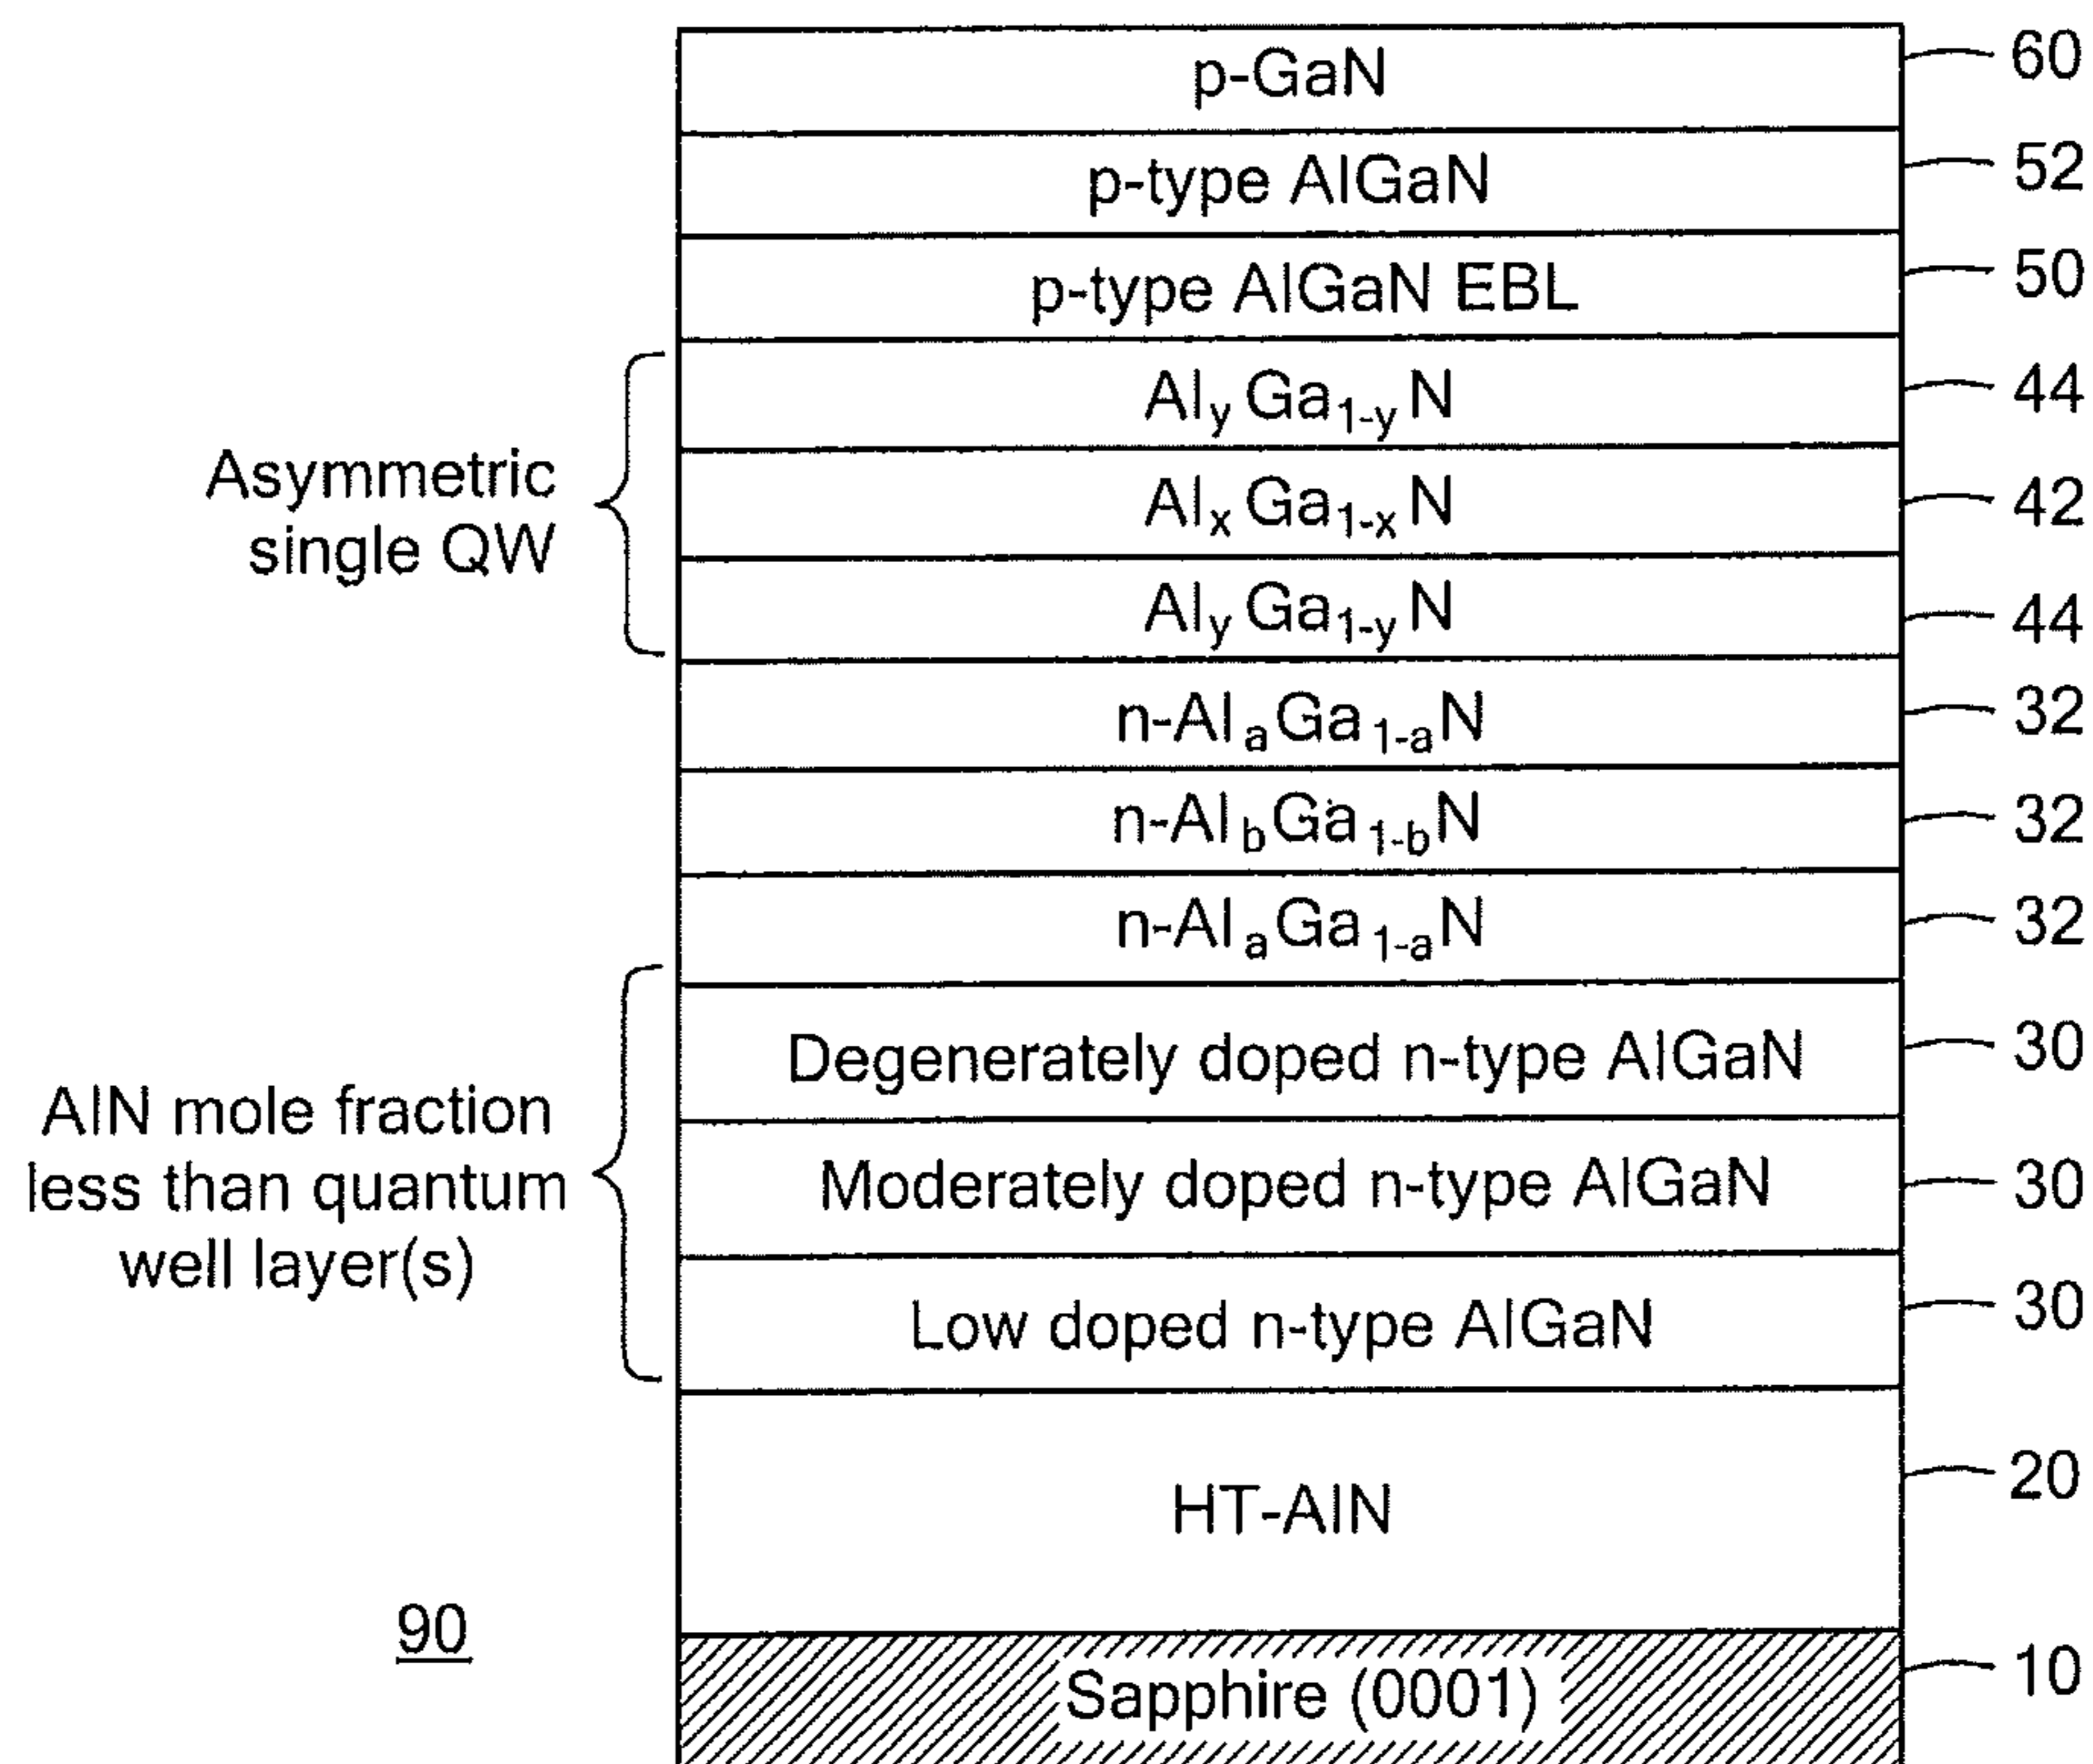 p-GaN 60
p-type AlGaN 52
p-type AlGaN EBL 50
Al_y Ga_1-y N 44
Asymmetric
single QW
Al_x Ga_1-x N 42
Al_y Ga_1-y N 44
n-Al_a Ga_1-a N 32
n-Al_b Ga_1-b N 32
n-Al_a Ga_1-a N 32
AlN mole fraction
less than quantum
well layer(s)
Degenerately doped n-type AlGaN 30
Moderately doped n-type AlGaN 30
Low doped n-type AlGaN 30
HT-AlN 20
90
Sapphire (0001) 10